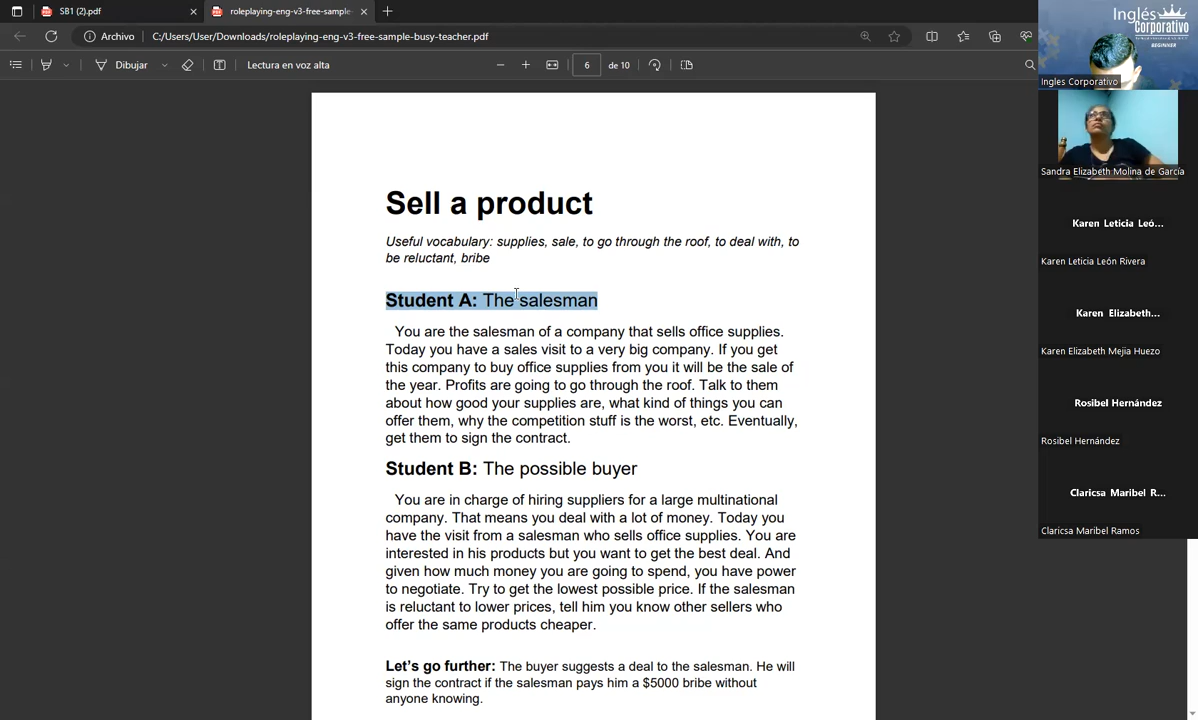 SB1 (2).pdf
roleplaying-eng-v3-free-sample-
Archivo
C:/Users/User/Downloads/roleplaying-eng-v3-free-sample-busy-teacher.pdf
Dibujar
Lectura en voz alta
6
de 10
Sell a product
Useful vocabulary: supplies, sale, to go through the roof, to deal with, to
be reluctant, bribe
Student A: The salesman
You are the salesman of a company that sells office supplies.
Today you have a sales visit to a very big company. If you get
this company to buy office supplies from you it will be the sale of
the year. Profits are going to go through the roof. Talk to them
about how good your supplies are, what kind of things you can
offer them, why the competition stuff is the worst, etc. Eventually,
get them to sign the contract.
Student B: The possible buyer
You are in charge of hiring suppliers for a large multinational
company. That means you deal with a lot of money. Today you
have the visit from a salesman who sells office supplies. You are
interested in his products but you want to get the best deal. And
given how much money you are going to spend, you have power
to negotiate. Try to get the lowest possible price. If the salesman
is reluctant to lower prices, tell him you know other sellers who
offer the same products cheaper.
Let's go further: The buyer suggests a deal to the salesman. He will
sign the contract if the salesman pays him a $5000 bribe without
anyone knowing.
Inglés
Corporativo
BEGINNER
Ingles Corporativo
Sandra Elizabeth Molina de García
Karen Leticia Leó...
Karen Leticia León Rivera
Karen Elizabeth...
Karen Elizabeth Mejia Huezo
Rosibel Hernández
Rosibel Hernández
Claricsa Maribel R...
Claricsa Maribel Ramos